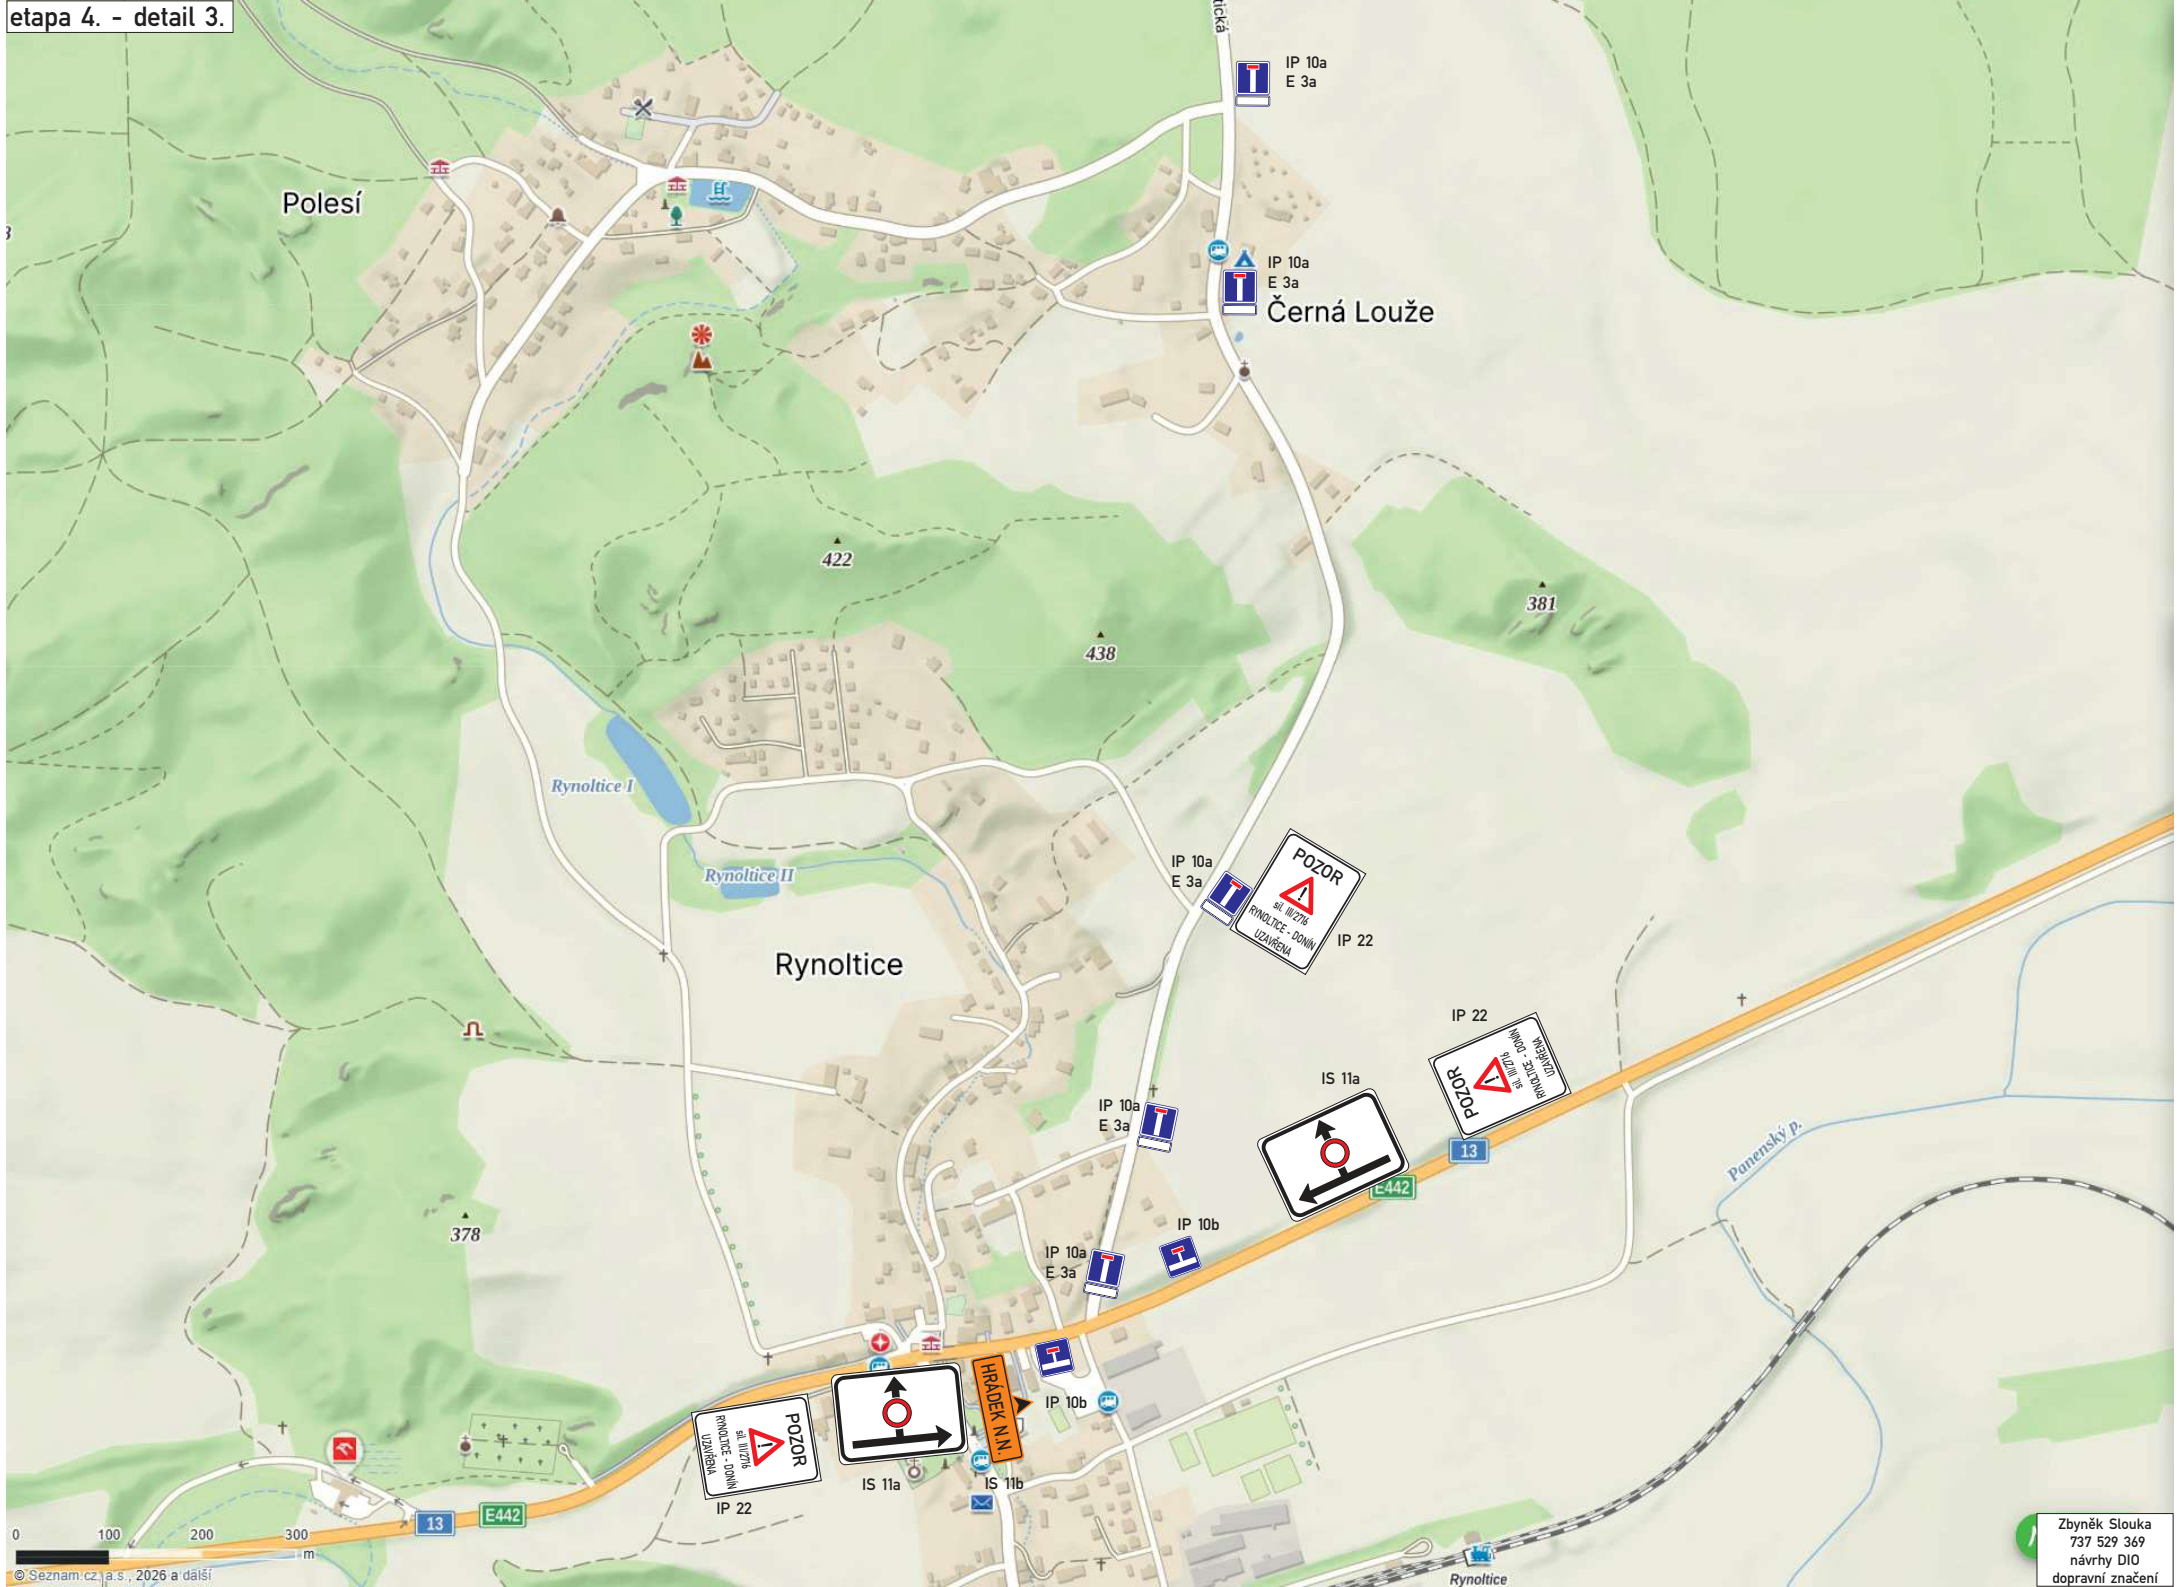 etapa 4. - detail 3.
tická
IP 10a
E 3a
Polesí
IP 10a
E 3a
Černá Louže
422
381
438
Rynoltice I
Rynoltice II
IP 10a
E 3a
POZOR
!
sil. III/2716
RYNOLTICE - DONÍN
UZAVŘENA
IP 22
Rynoltice
IP 22
POZOR
!
sil. III/2716
RYNOLTICE - DONÍN
UZAVŘENA
IS 11a
IP 10a
E 3a
13
E442
Panenský p.
378
IP 10b
IP 10a
E 3a
HRÁDEK N.N.
IP 10b
POZOR
!
sil. III/2716
RYNOLTICE - DONÍN
UZAVŘENA
IP 22
IS 11a
IS 11b
13
E442
0 100 200 300
m
© Seznam.cz, a.s., 2026 a další
Rynoltice
Zbyněk Slouka
737 529 369
návrhy DIO
dopravní značení